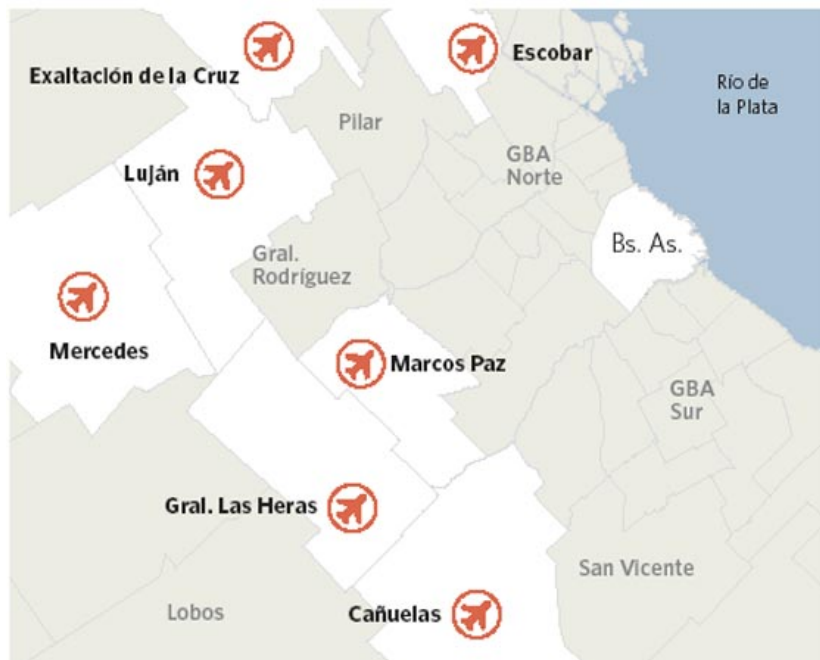 Escobar
Exaltación de la Cruz
Río de
la Plata
Pilar
GBA
Norte
Luján
Bs. As.
Gral.
Rodríguez
Mercedes
Marcos Paz
GBA
Sur
Gral. Las Heras
San Vicente
Lobos
Cañuelas